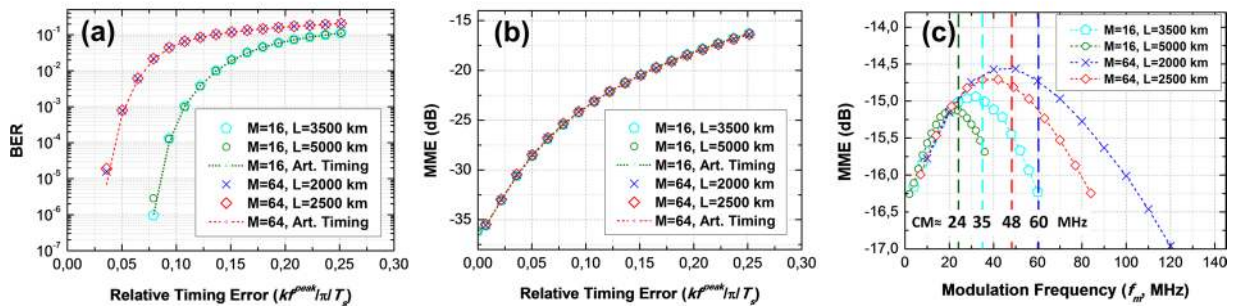 (a)
BER
10⁻¹
10⁻²
10⁻³
10⁻⁴
10⁻⁵
10⁻⁶
M=16, L=3500 km
M=16, L=5000 km
M=16, Art. Timing
M=64, L=2000 km
M=64, L=2500 km
M=64, Art. Timing
0,00 0,05 0,10 0,15 0,20 0,25 0,30
Relative Timing Error (kf^peak/π/T_s)
(b)
MME (dB)
-15
-20
-25
-30
-35
M=16, L=3500 km
M=16, L=5000 km
M=16, Art. Timing
M=64, L=2000 km
M=64, L=2500 km
M=64, Art. Timing
0,00 0,05 0,10 0,15 0,20 0,25 0,30
Relative Timing Error (kf^peak/π/T_s)
(c)
MME (dB)
-14,0
-14,5
-15,0
-15,5
-16,0
-16,5
-17,0
M=16, L=3500 km
M=16, L=5000 km
M=64, L=2000 km
M=64, L=2500 km
CM≈ 24 35 48 60 MHz
0 20 40 60 80 100 120 140
Modulation Frequency (f_m, MHz)